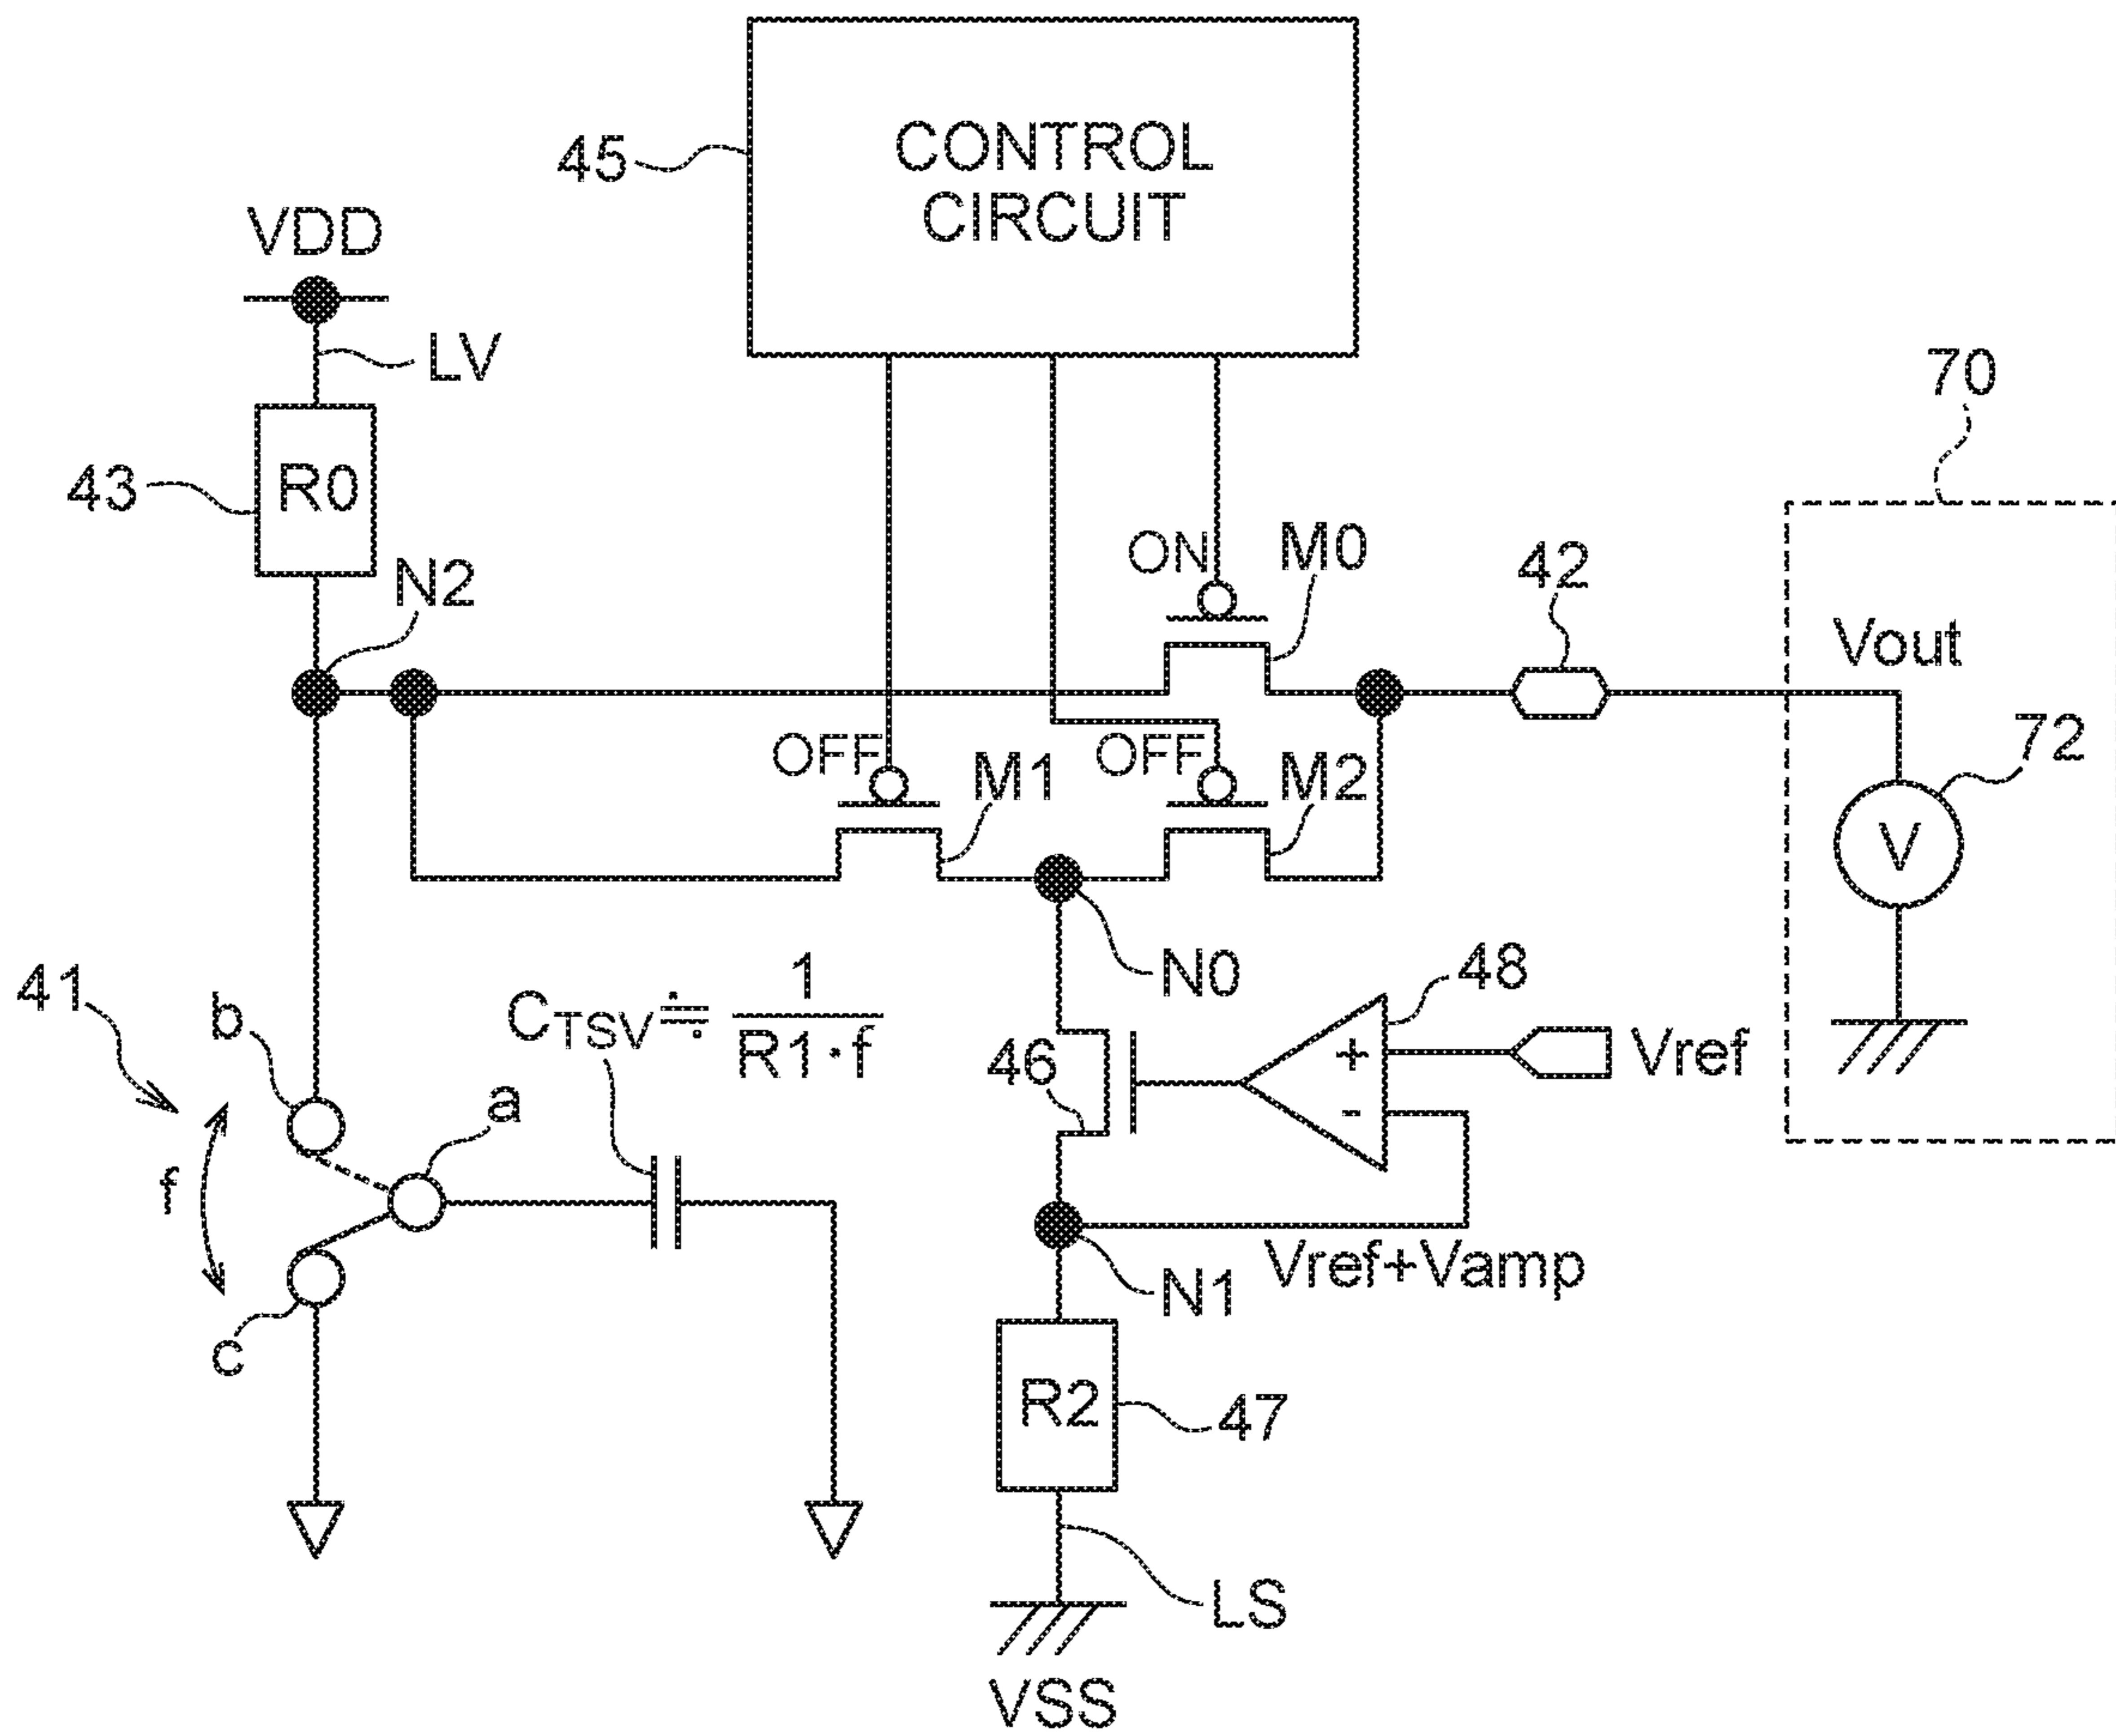 CONTROL
CIRCUIT
45
VDD
LV
70
43
R0
N2
ON
M0
42
Vout
OFF
M1
OFF
M2
72
V
N0
41
b
C_TSV ≒ 1/(R1·f)
48
46
+
Vref
a
-
f
Vref+Vamp
N1
c
R2
47
LS
VSS